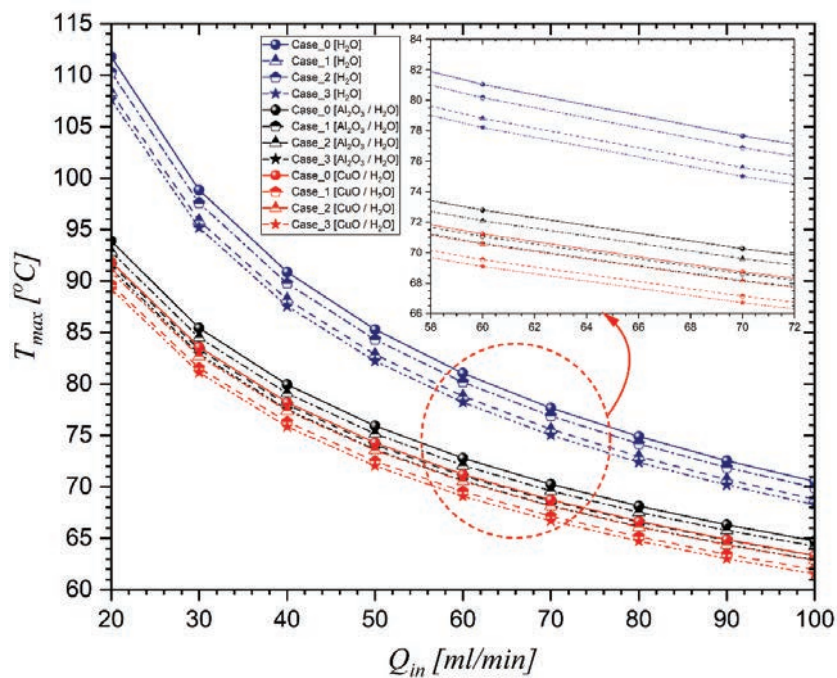 115
110
105
100
95
90
85
80
75
70
65
60
T_max [ºC]
Case_0 [H₂O]
Case_1 [H₂O]
Case_2 [H₂O]
Case_3 [H₂O]
Case_0 [Al₂O₃ / H₂O]
Case_1 [Al₂O₃ / H₂O]
Case_2 [Al₂O₃ / H₂O]
Case_3 [Al₂O₃ / H₂O]
Case_0 [CuO / H₂O]
Case_1 [CuO / H₂O]
Case_2 [CuO / H₂O]
Case_3 [CuO / H₂O]
84
82
80
78
76
74
72
70
68
66
58 60 62 64 66 68 70 72
20 30 40 50 60 70 80 90 100
Q_in [ml/min]